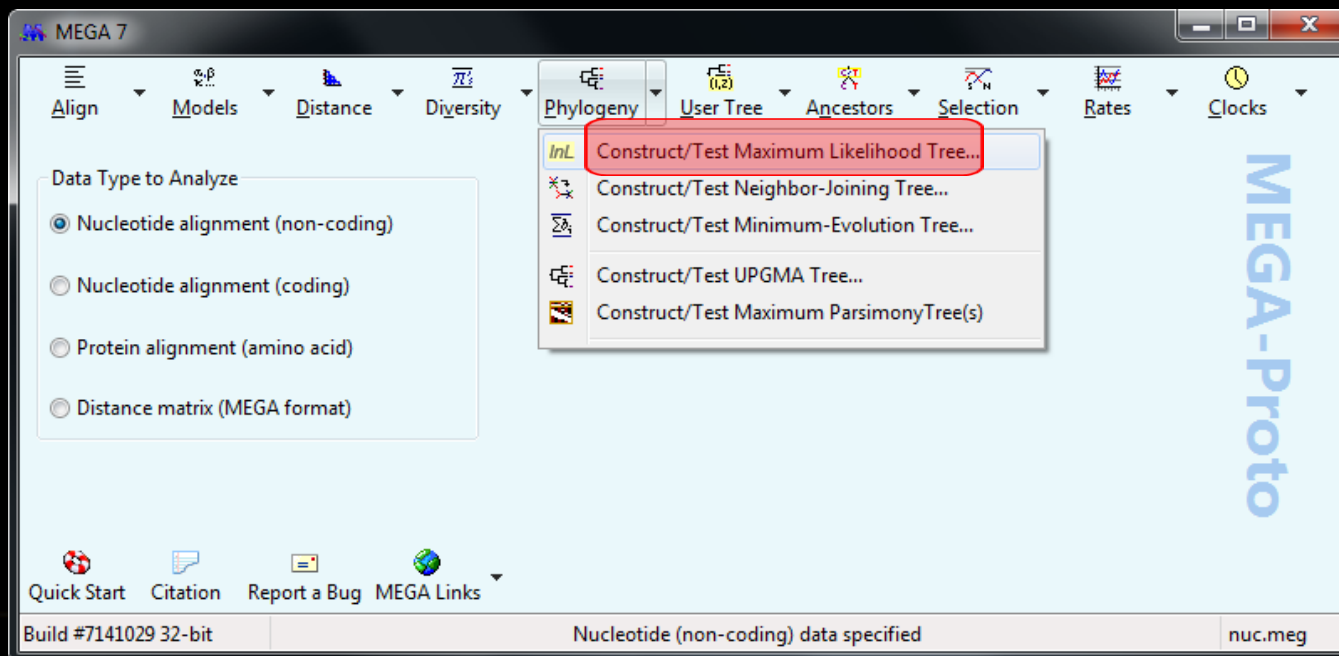 MEGA 7
Align Models Distance Diversity Phylogeny User Tree Ancestors Selection Rates Clocks
InL Construct/Test Maximum Likelihood Tree...
Construct/Test Neighbor-Joining Tree...
Construct/Test Minimum-Evolution Tree...
Construct/Test UPGMA Tree...
Construct/Test Maximum ParsimonyTree(s)
Data Type to Analyze
Nucleotide alignment (non-coding)
Nucleotide alignment (coding)
Protein alignment (amino acid)
Distance matrix (MEGA format)
MEGA-Proto
Quick Start Citation Report a Bug MEGA Links
Build #7141029 32-bit Nucleotide (non-coding) data specified nuc.meg